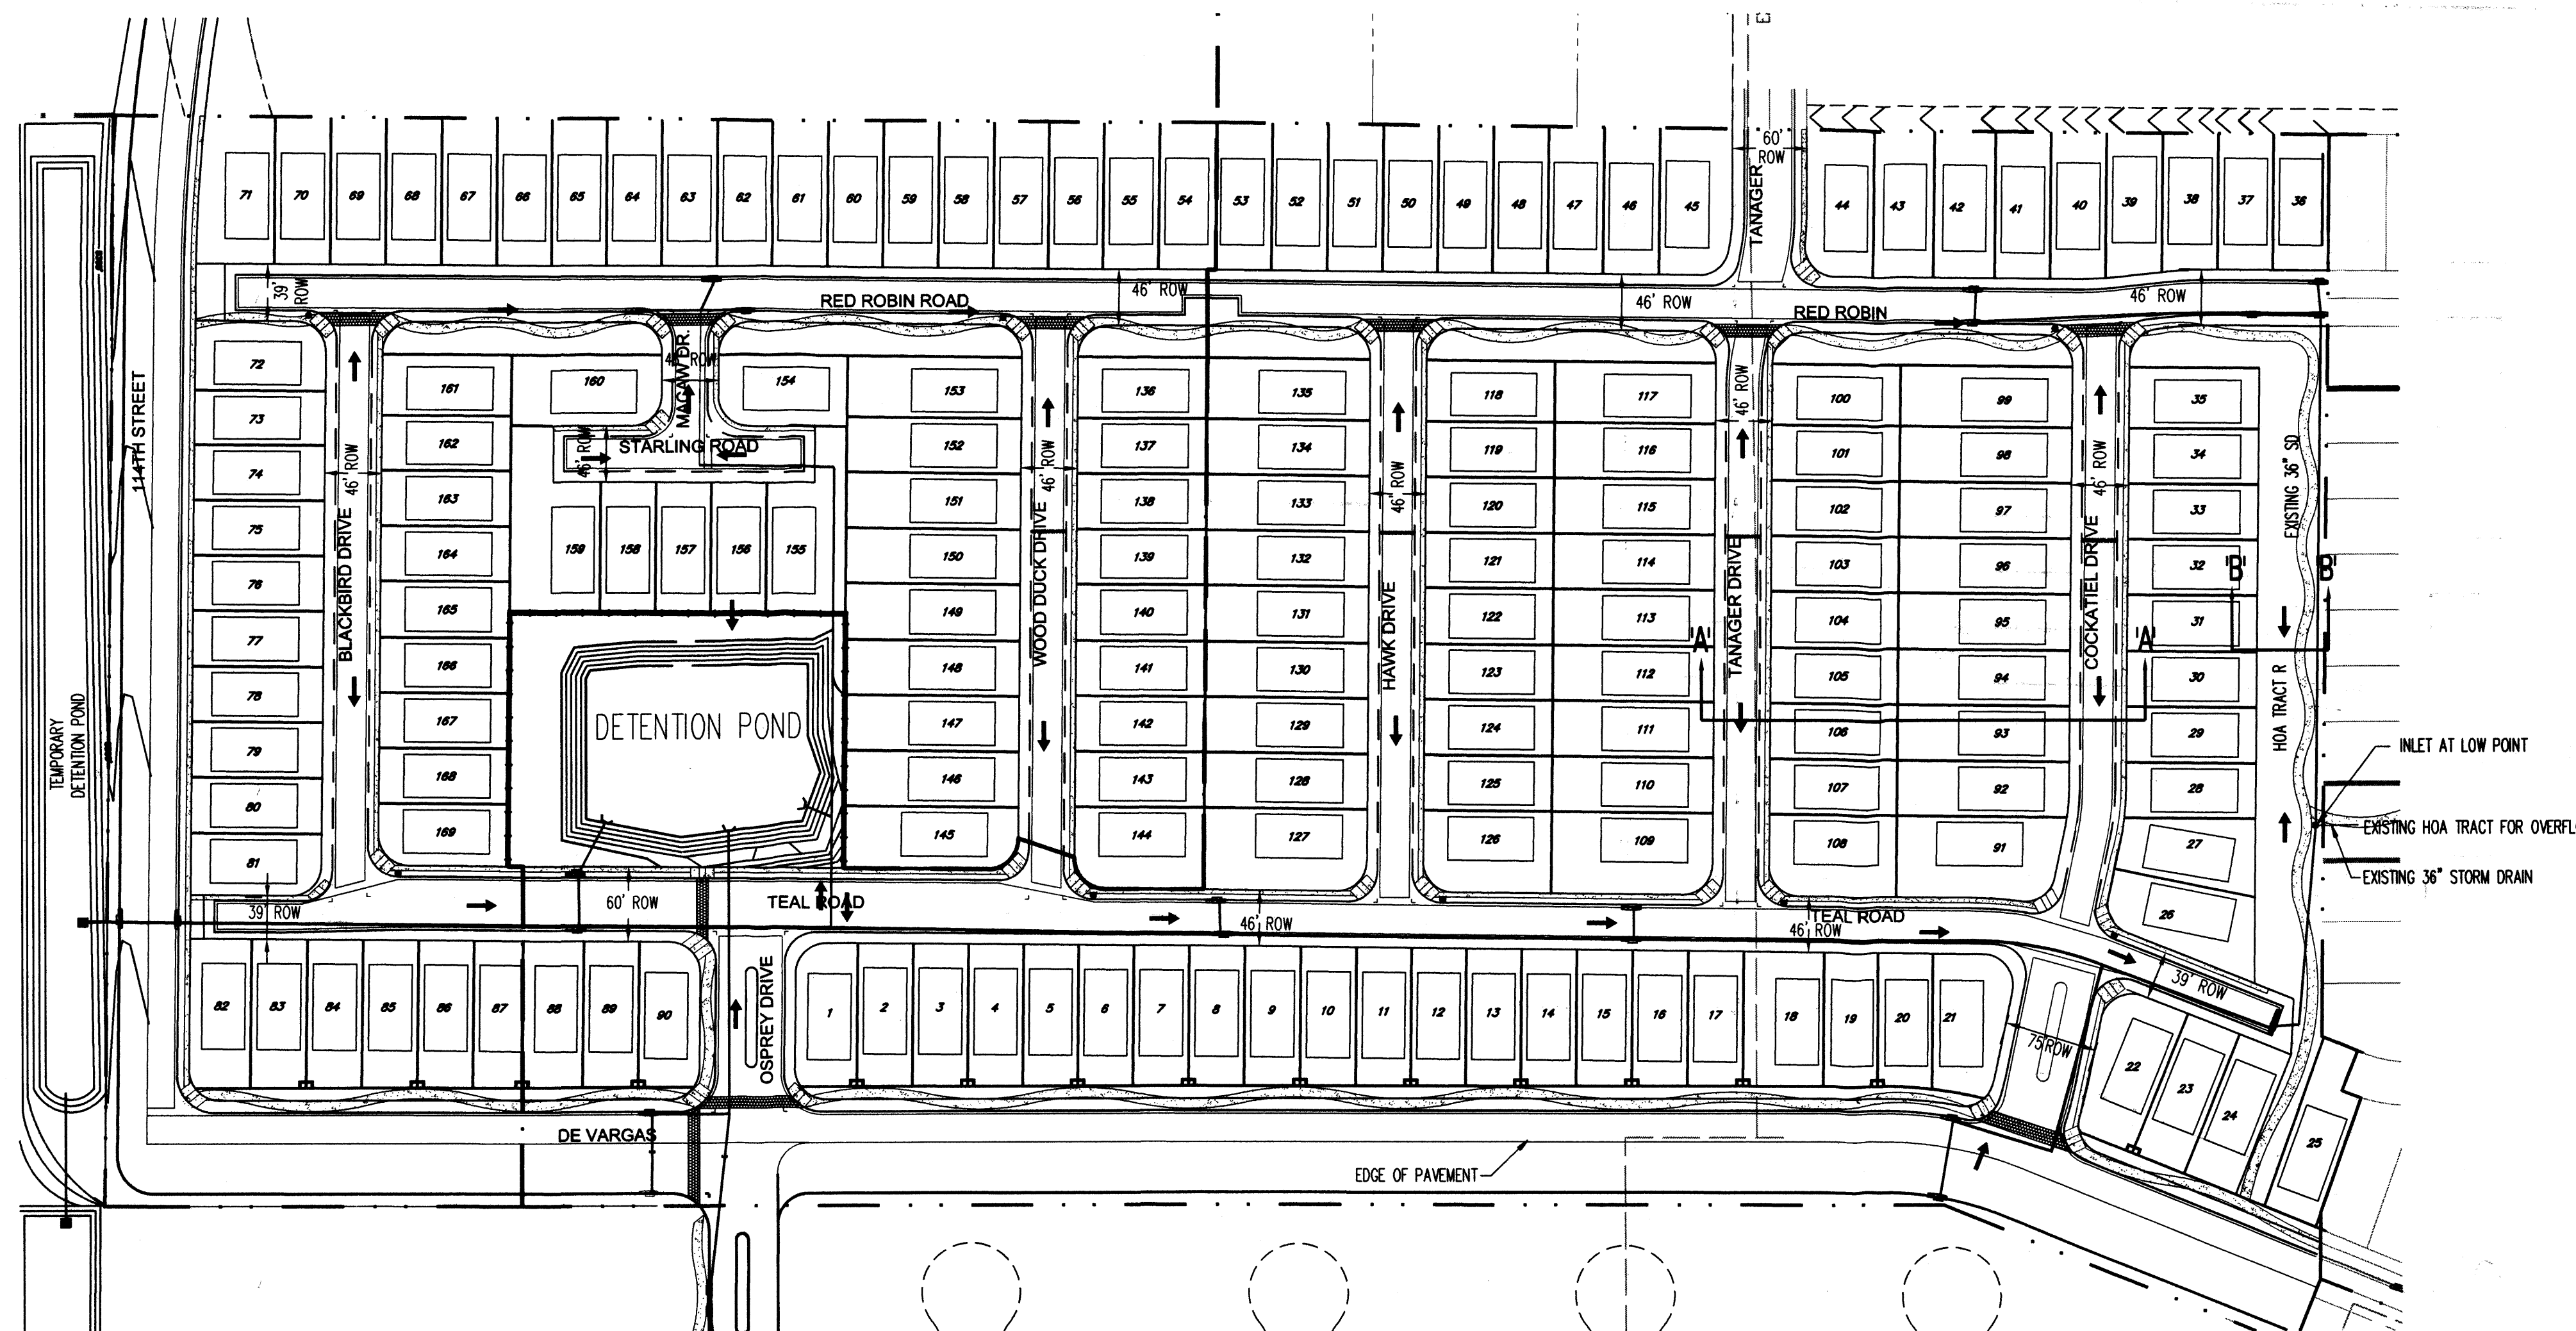 60'
ROW
TANAGER
71 70 69 68 67 66 65 64 63 62 61 60 59 58 57 56 55 54 53 52 51 50 49 48 47 46 45
44 43 42 41 40 39 38 37 36
39'
ROW
RED ROBIN ROAD
46' ROW
46' ROW
RED ROBIN
46' ROW
114TH STREET
TEMPORARY
DETENTION POND
72
73
74
75
76
77
78
79
80
81
BLACKBIRD DRIVE
46' ROW
161
162
163
164
165
166
167
168
169
160
154
MACAW DR.
STARLING ROAD
46' ROW
159 158 157 156 155
DETENTION POND
153
152
151
150
149
148
147
146
145
WOOD DUCK DRIVE
46' ROW
136
137
138
139
140
141
142
143
144
135
134
133
132
131
130
129
128
127
HAWK DRIVE
46' ROW
118
119
120
121
122
123
124
125
126
117
116
115
114
113
112
111
110
109
TANAGER DRIVE
46' ROW
'A'
'A'
100
101
102
103
104
105
106
107
108
99
98
97
96
95
94
93
92
91
COCKATIEL DRIVE
46' ROW
35
34
33
32
31
30
29
28
27
26
'B'
'B'
EXISTING 36" SD
HOA TRACT R
INLET AT LOW POINT
EXISTING HOA TRACT FOR OVERFL
EXISTING 36" STORM DRAIN
39' ROW
60' ROW
TEAL ROAD
46' ROW
TEAL ROAD
46' ROW
39' ROW
82 83 84 85 86 87 88 89 90
OSPREY DRIVE
1 2 3 4 5 6 7 8 9 10 11 12 13 14 15 16 17 18 19 20 21
75' ROW
22 23 24 25
DE VARGAS
EDGE OF PAVEMENT